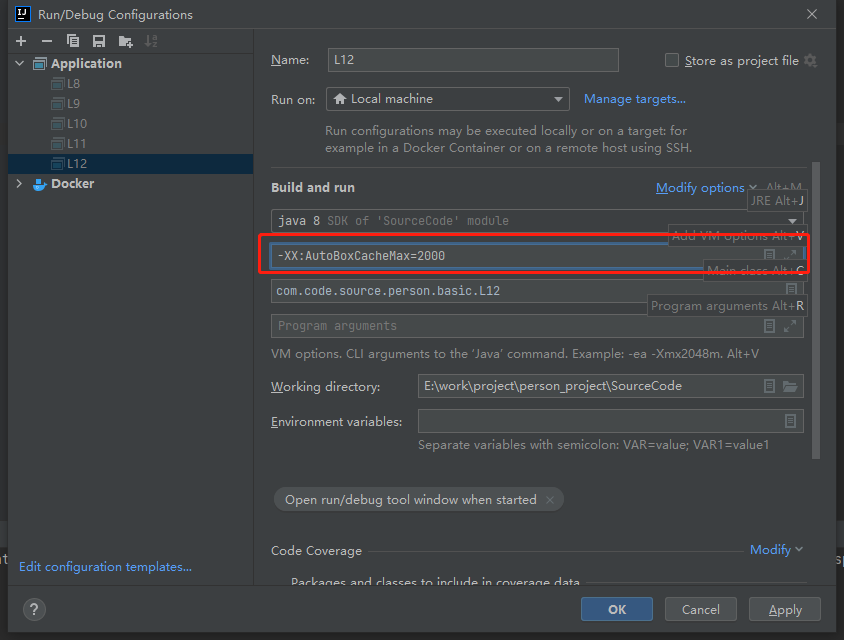 Run/Debug Configurations
Application
L8
L9
L10
L11
L12
Docker
Edit configuration templates...
Name:
L12
Store as project file
Run on:
Local machine
Manage targets...
Run configurations may be executed locally or on a target: for
example in a Docker Container or on a remote host using SSH.
Build and run
Modify options
Alt+M
JRE Alt+J
java 8 SDK of 'SourceCode' module
Add VM options Alt+V
-XX:AutoBoxCacheMax=2000
Main class Alt+C
com.code.source.person.basic.L12
Program arguments Alt+R
Program arguments
VM options. CLI arguments to the 'Java' command. Example: -ea -Xmx2048m. Alt+V
Working directory:
E:\work\project\person_project\SourceCode
Environment variables:
Separate variables with semicolon: VAR=value; VAR1=value1
Open run/debug tool window when started
Code Coverage
Modify
Packages and classes to include in coverage data
?
OK
Cancel
Apply